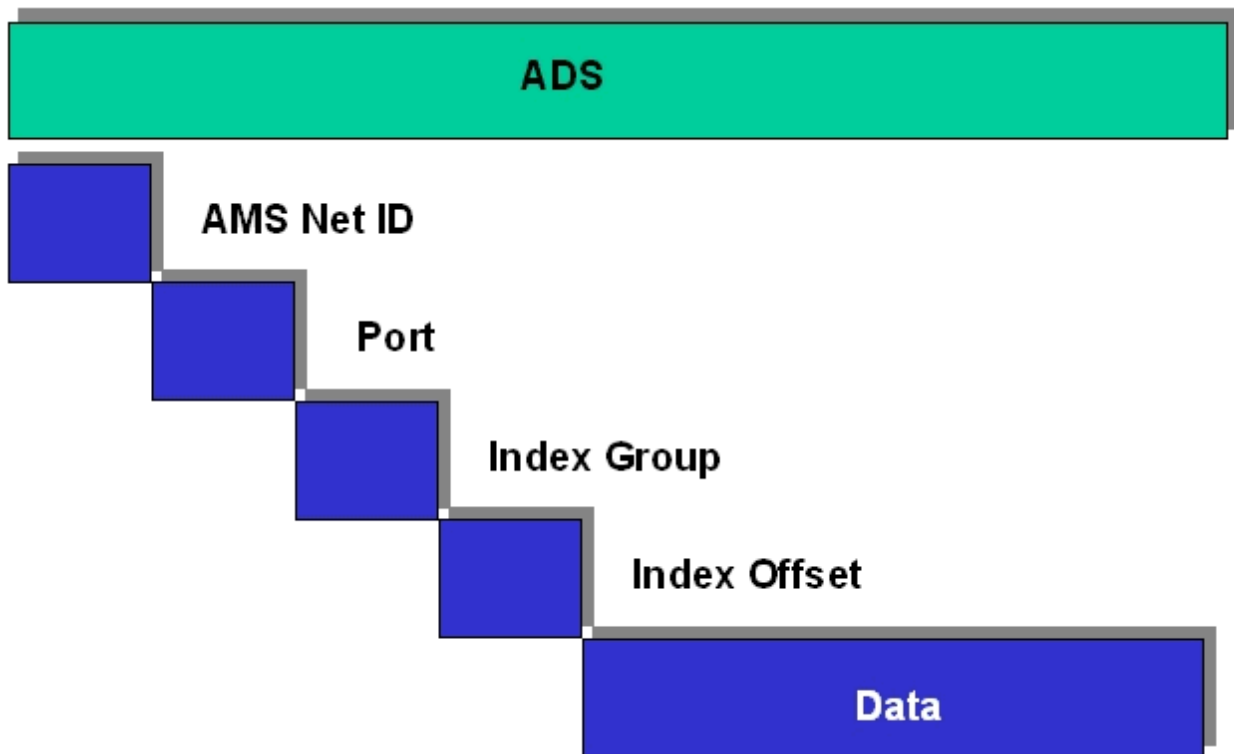 ADS
AMS Net ID
Port
Index Group
Index Offset
Data